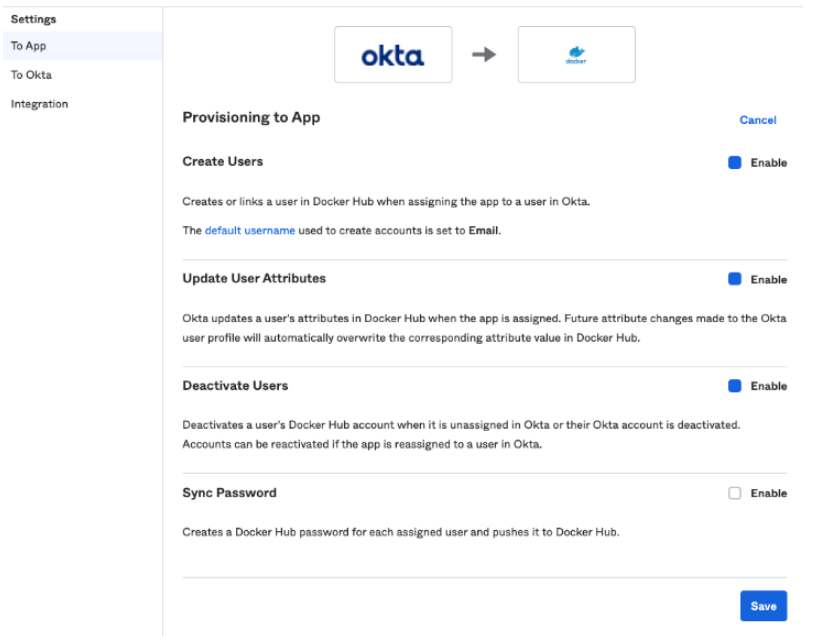 Settings
To App
To Okta
Integration
okta
docker
Provisioning to App
Cancel
Create Users
Enable
Creates or links a user in Docker Hub when assigning the app to a user in Okta.
The default username used to create accounts is set to Email.
Update User Attributes
Enable
Okta updates a user's attributes in Docker Hub when the app is assigned. Future attribute changes made to the Okta
user profile will automatically overwrite the corresponding attribute value in Docker Hub.
Deactivate Users
Enable
Deactivates a user's Docker Hub account when it is unassigned in Okta or their Okta account is deactivated.
Accounts can be reactivated if the app is reassigned to a user in Okta.
Sync Password
Enable
Creates a Docker Hub password for each assigned user and pushes it to Docker Hub.
Save